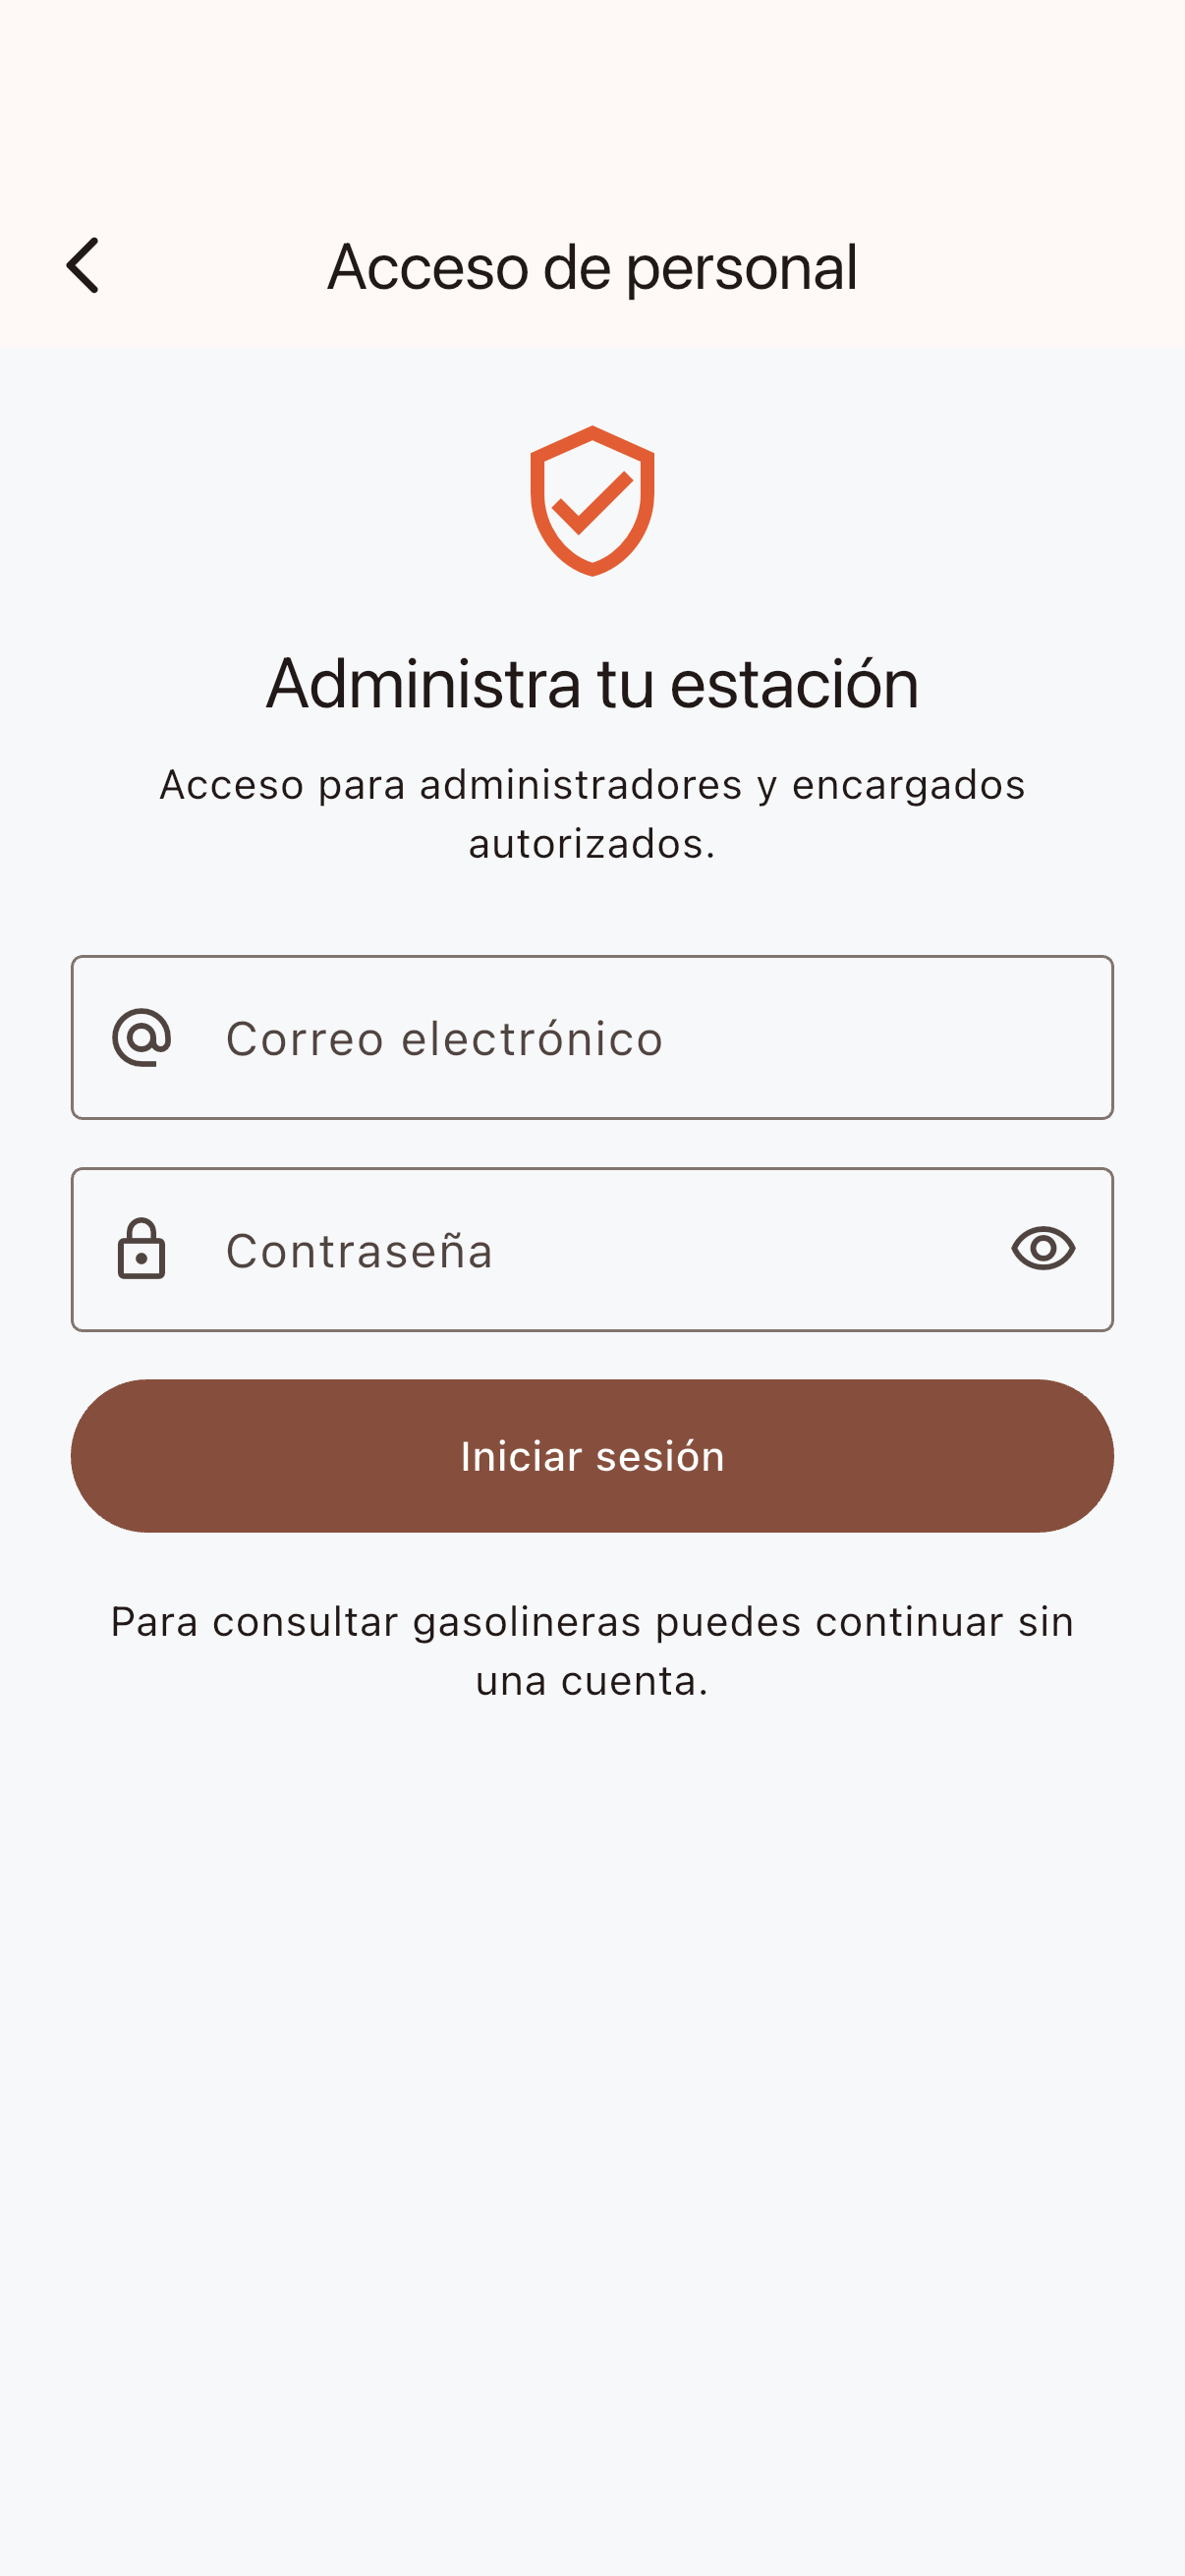 Acceso de personal
Administra tu estación
Acceso para administradores y encargados
autorizados.
Correo electrónico
Contraseña
Iniciar sesión
Para consultar gasolineras puedes continuar sin
una cuenta.